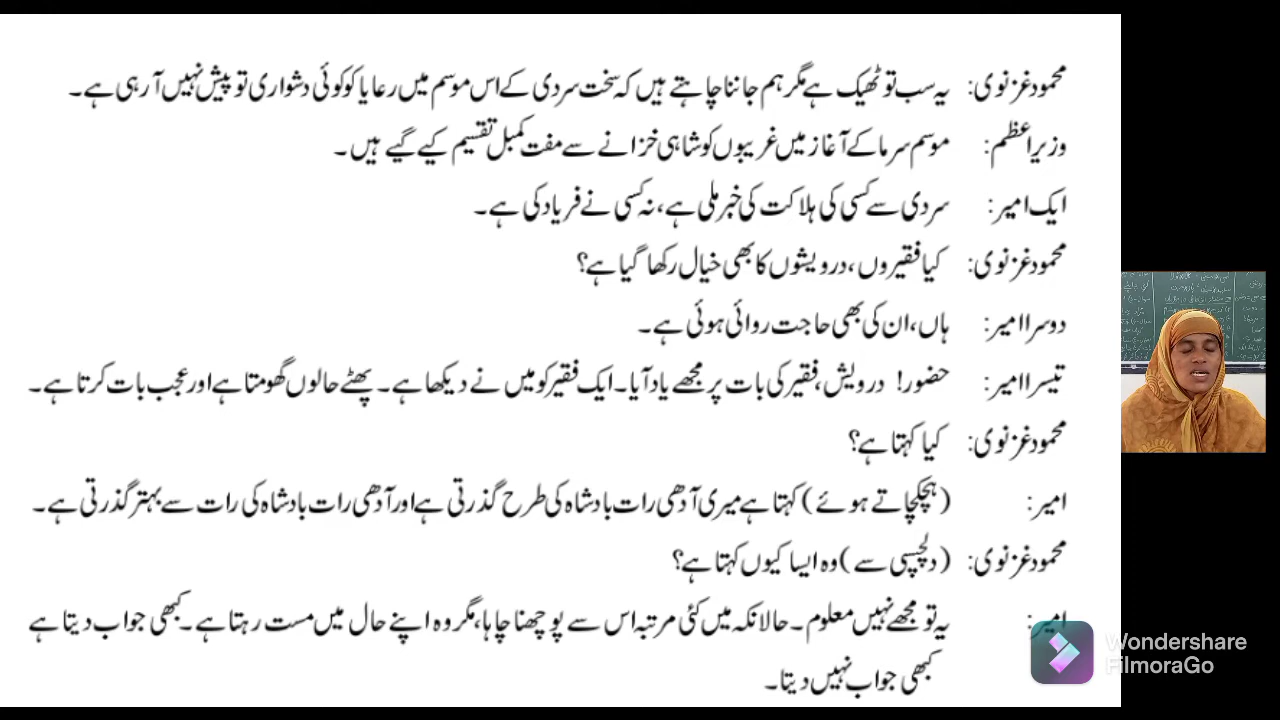 محمود غزنوی: یہ سب تو ٹھیک ہے مگر ہم جاننا چاہتے ہیں کہ سخت سردی کے اس موسم میں رعایا کو کوئی دشواری تو پیش نہیں آ رہی ہے۔
وزیر اعظم: موسم سرما کے آغاز میں غریبوں کو شاہی خزانے سے مفت کمبل تقسیم کیے گیے ہیں۔
ایک امیر: سردی سے کسی کی ہلاکت کی خبر ملی ہے، نہ کسی نے فریاد کی ہے۔
محمود غزنوی: کیا فقیروں، درویشوں کا بھی خیال رکھا گیا ہے؟
دوسرا امیر: ہاں، ان کی بھی حاجت روائی ہوئی ہے۔
تیسرا امیر: حضور! درویش، فقیر کی بات پر مجھے یاد آیا۔ ایک فقیر کو میں نے دیکھا ہے۔ پھٹے حالوں گھومتا ہے اور عجب بات کرتا ہے۔
محمود غزنوی: کیا کہتا ہے؟
امیر: (ہچکچاتے ہوئے) کہتا ہے میری آدھی رات بادشاہ کی طرح گذرتی ہے اور آدھی رات بادشاہ کی رات سے بہتر گذرتی ہے۔
محمود غزنوی: (دلچسپی سے) وہ ایسا کیوں کہتا ہے؟
امیر: یہ تو مجھے نہیں معلوم۔ حالانکہ میں کئی مرتبہ اس سے پوچھنا چاہا، مگر وہ اپنے حال میں مست رہتا ہے۔ کبھی جواب دیتا ہے
کبھی جواب نہیں دیتا۔
Wondershare
FilmoraGo